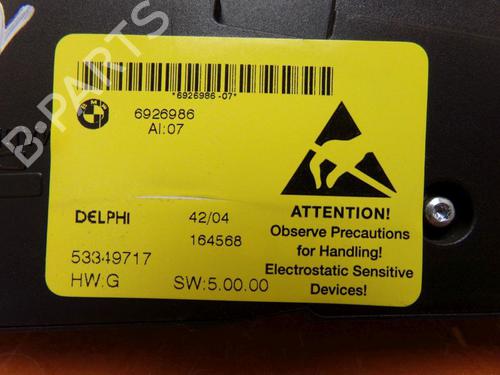 B-PARTS
*6926986-07*
BMW
6926986
AI:07
DELPHI
42/04
164568
53349717
HW:G
SW:5.00.00
ATTENTION!
Observe Precautions
for Handling!
Electrostatic Sensitive
Devices!